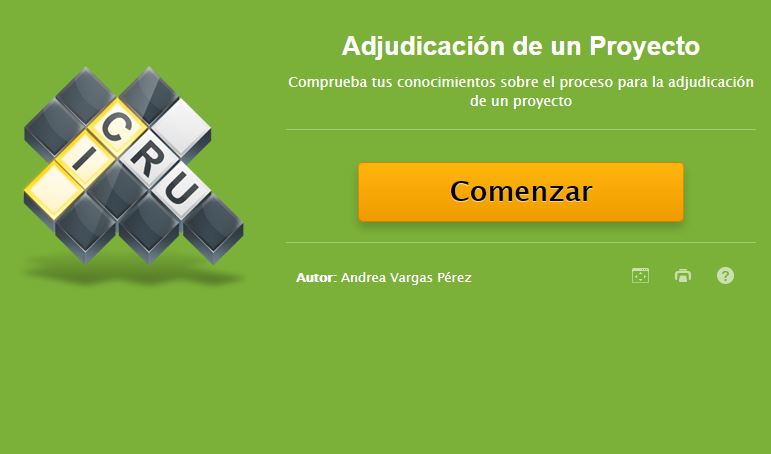 Adjudicación de un Proyecto
Comprueba tus conocimientos sobre el proceso para la adjudicación
de un proyecto
C
I R
U
Comenzar
Autor: Andrea Vargas Pérez
?